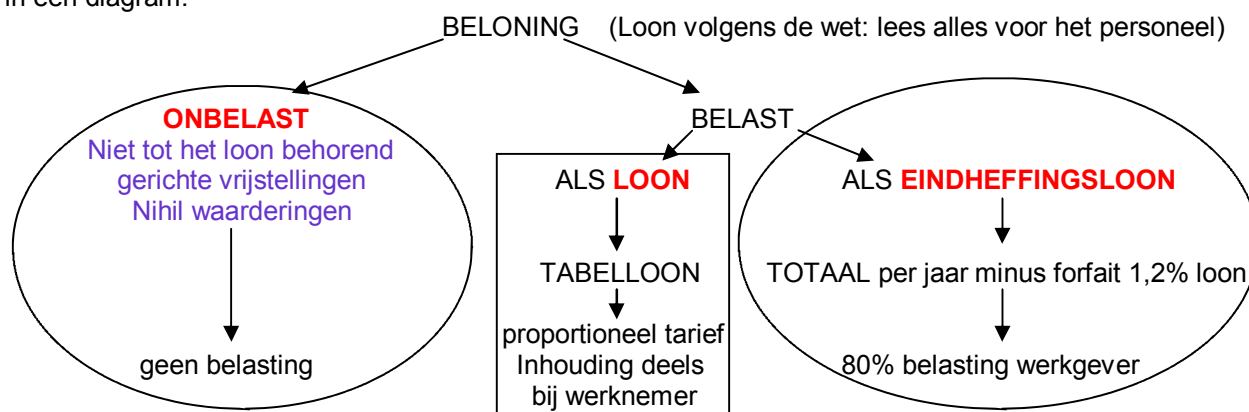 in een diagram.
BELONING (Loon volgens de wet: lees alles voor het personeel)
ONBELAST
Niet tot het loon behorend
gerichte vrijstellingen
Nihil waarderingen
geen belasting
BELAST
ALS LOON
TABELLOON
proportioneel tarief
Inhouding deels
bij werknemer
ALS EINDHEFFINGSLOON
TOTAAL per jaar minus forfait 1,2% loon
80% belasting werkgever